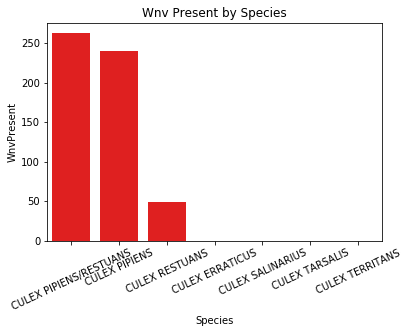 Wnv Present by Species
WnvPresent
250
200
150
100
50
0
CULEX PIPIENS/RESTUANS
CULEX PIPIENS
CULEX RESTUANS
CULEX ERRATICUS
CULEX SALINARIUS
CULEX TARSALIS
CULEX TERRITANS
Species